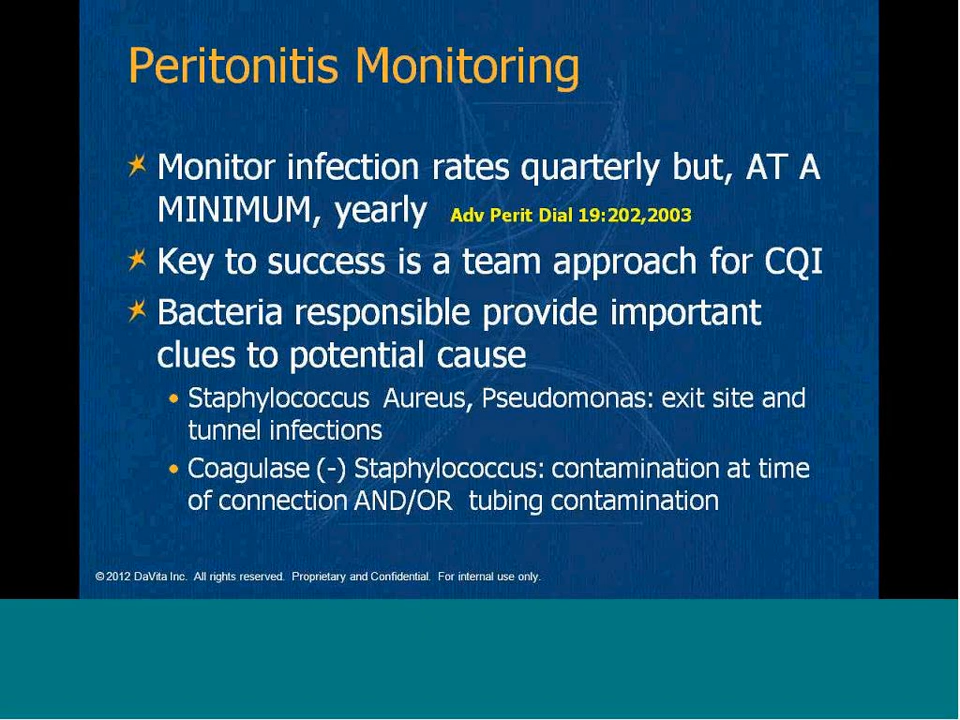 Peritonitis Monitoring
Monitor infection rates quarterly but, AT A
MINIMUM, yearly Adv Perit Dial 19:202,2003
Key to success is a team approach for CQI
Bacteria responsible provide important
clues to potential cause
• Staphylococcus Aureus, Pseudomonas: exit site and
tunnel infections
• Coagulase (-) Staphylococcus: contamination at time
of connection AND/OR tubing contamination
© 2012 DaVita Inc. All rights reserved. Proprietary and Confidential. For internal use only.